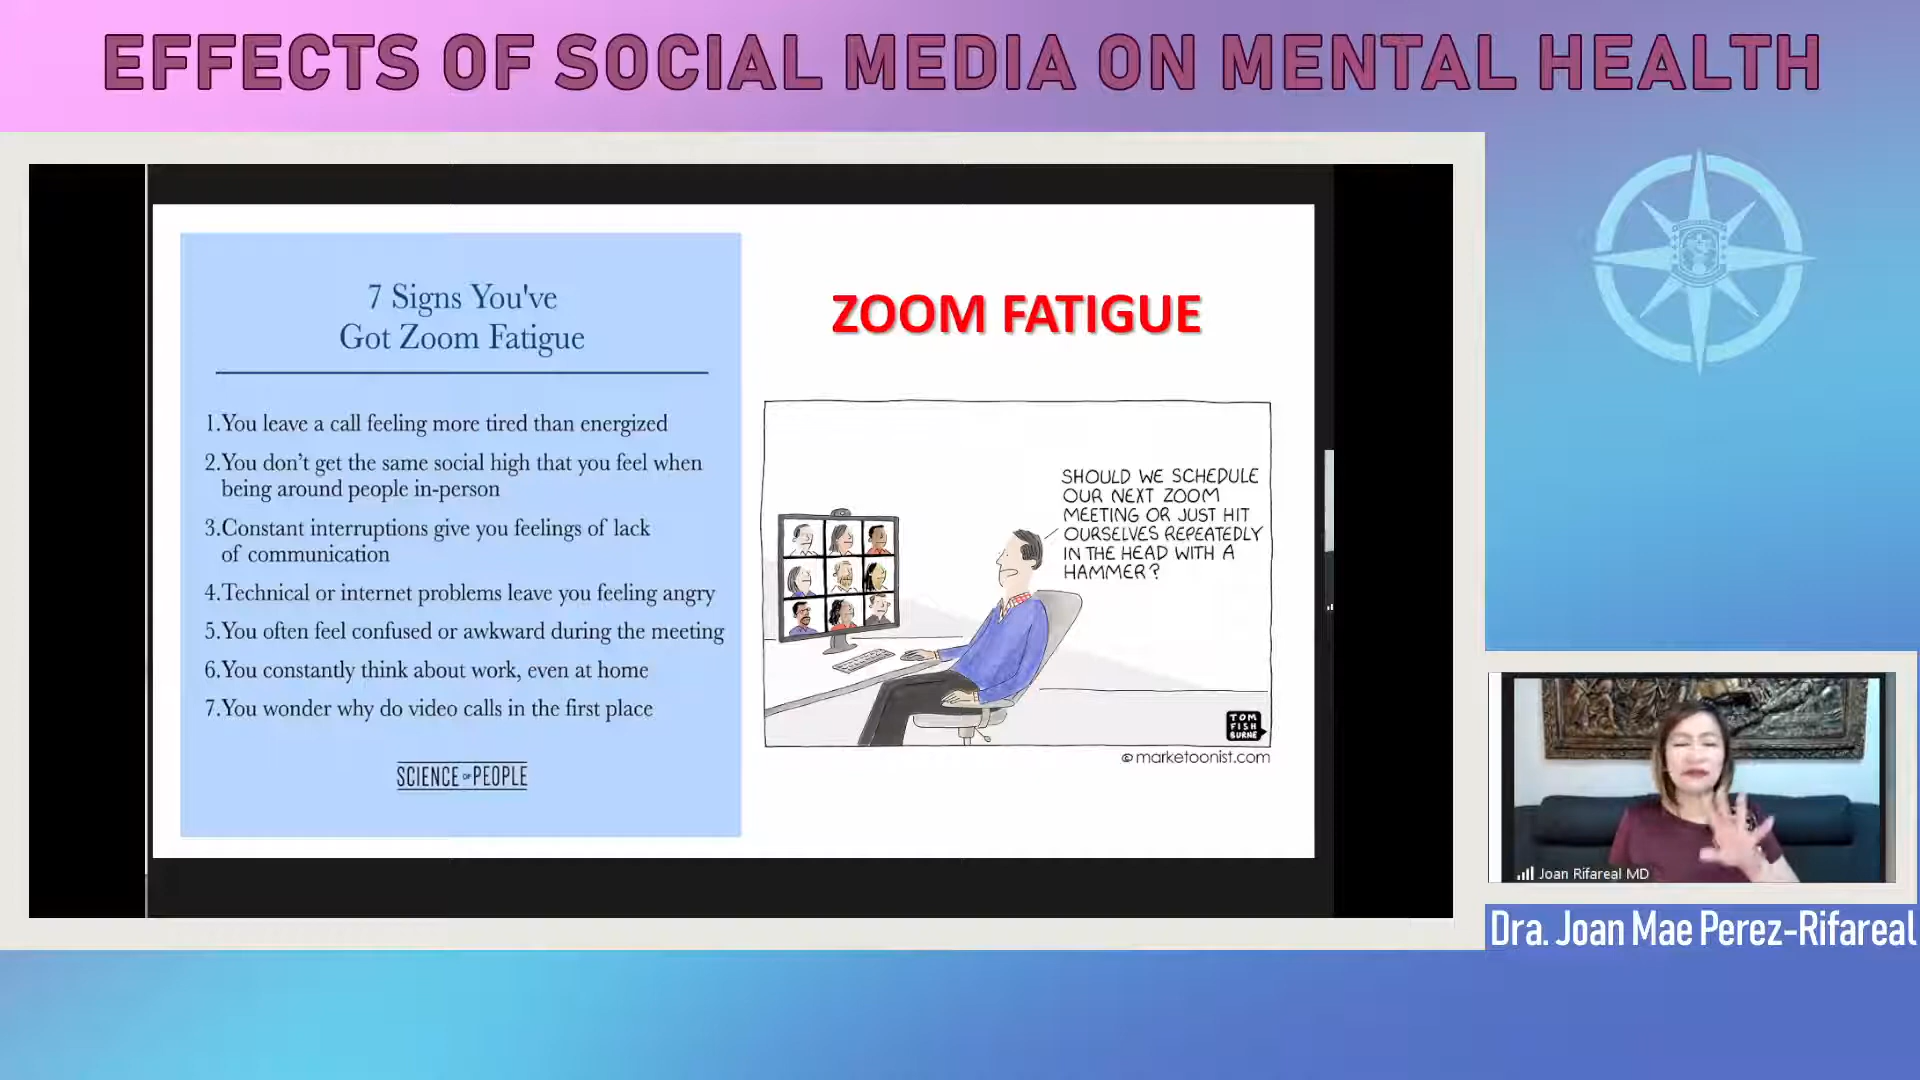 EFFECTS OF SOCIAL MEDIA ON MENTAL HEALTH
7 Signs You've
Got Zoom Fatigue
1.You leave a call feeling more tired than energized
2.You don't get the same social high that you feel when
being around people in-person
3.Constant interruptions give you feelings of lack
of communication
4.Technical or internet problems leave you feeling angry
5.You often feel confused or awkward during the meeting
6.You constantly think about work, even at home
7.You wonder why do video calls in the first place
SCIENCE OF PEOPLE
ZOOM FATIGUE
SHOULD WE SCHEDULE
OUR NEXT ZOOM
MEETING OR JUST HIT
OURSELVES REPEATEDLY
IN THE HEAD WITH A
HAMMER?
TOM
FISH
BURNE
© marketoonist.com
Joan Rifareal MD
Dra. Joan Mae Perez-Rifareal